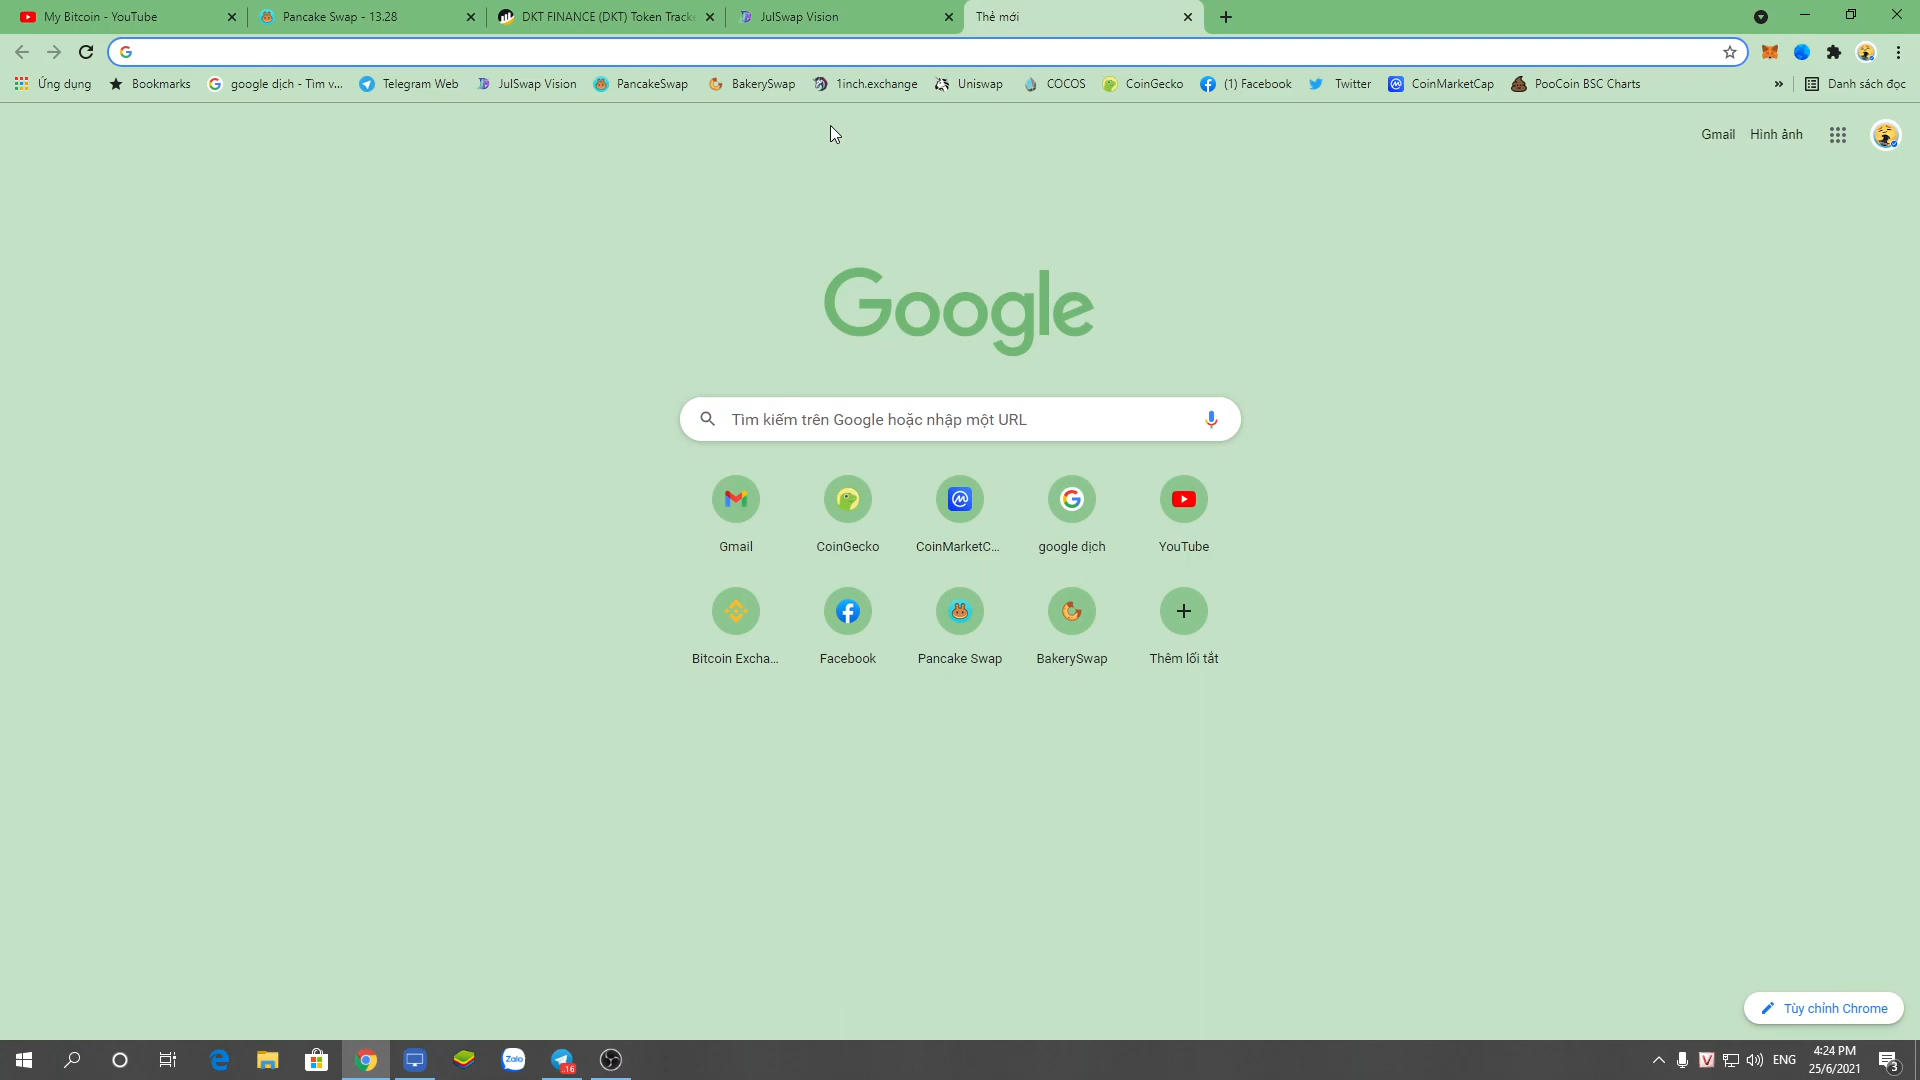 My Bitcoin - YouTube
Pancake Swap - 13.28
DKT FINANCE (DKT) Token Tracke
JulSwap Vision
Thẻ mới
Ứng dụng
Bookmarks
google dịch - Tìm v...
Telegram Web
JulSwap Vision
PancakeSwap
BakerySwap
1inch.exchange
Uniswap
COCOS
CoinGecko
(1) Facebook
Twitter
CoinMarketCap
PooCoin BSC Charts
»
Danh sách đọc
Gmail
Hình ảnh
Google
Tìm kiếm trên Google hoặc nhập một URL
Gmail
CoinGecko
CoinMarketC...
google dịch
YouTube
Bitcoin Excha...
Facebook
Pancake Swap
BakerySwap
Thêm lối tắt
Tùy chỉnh Chrome
Zalo
..16
V
ENG
4:24 PM
25/6/2021
3